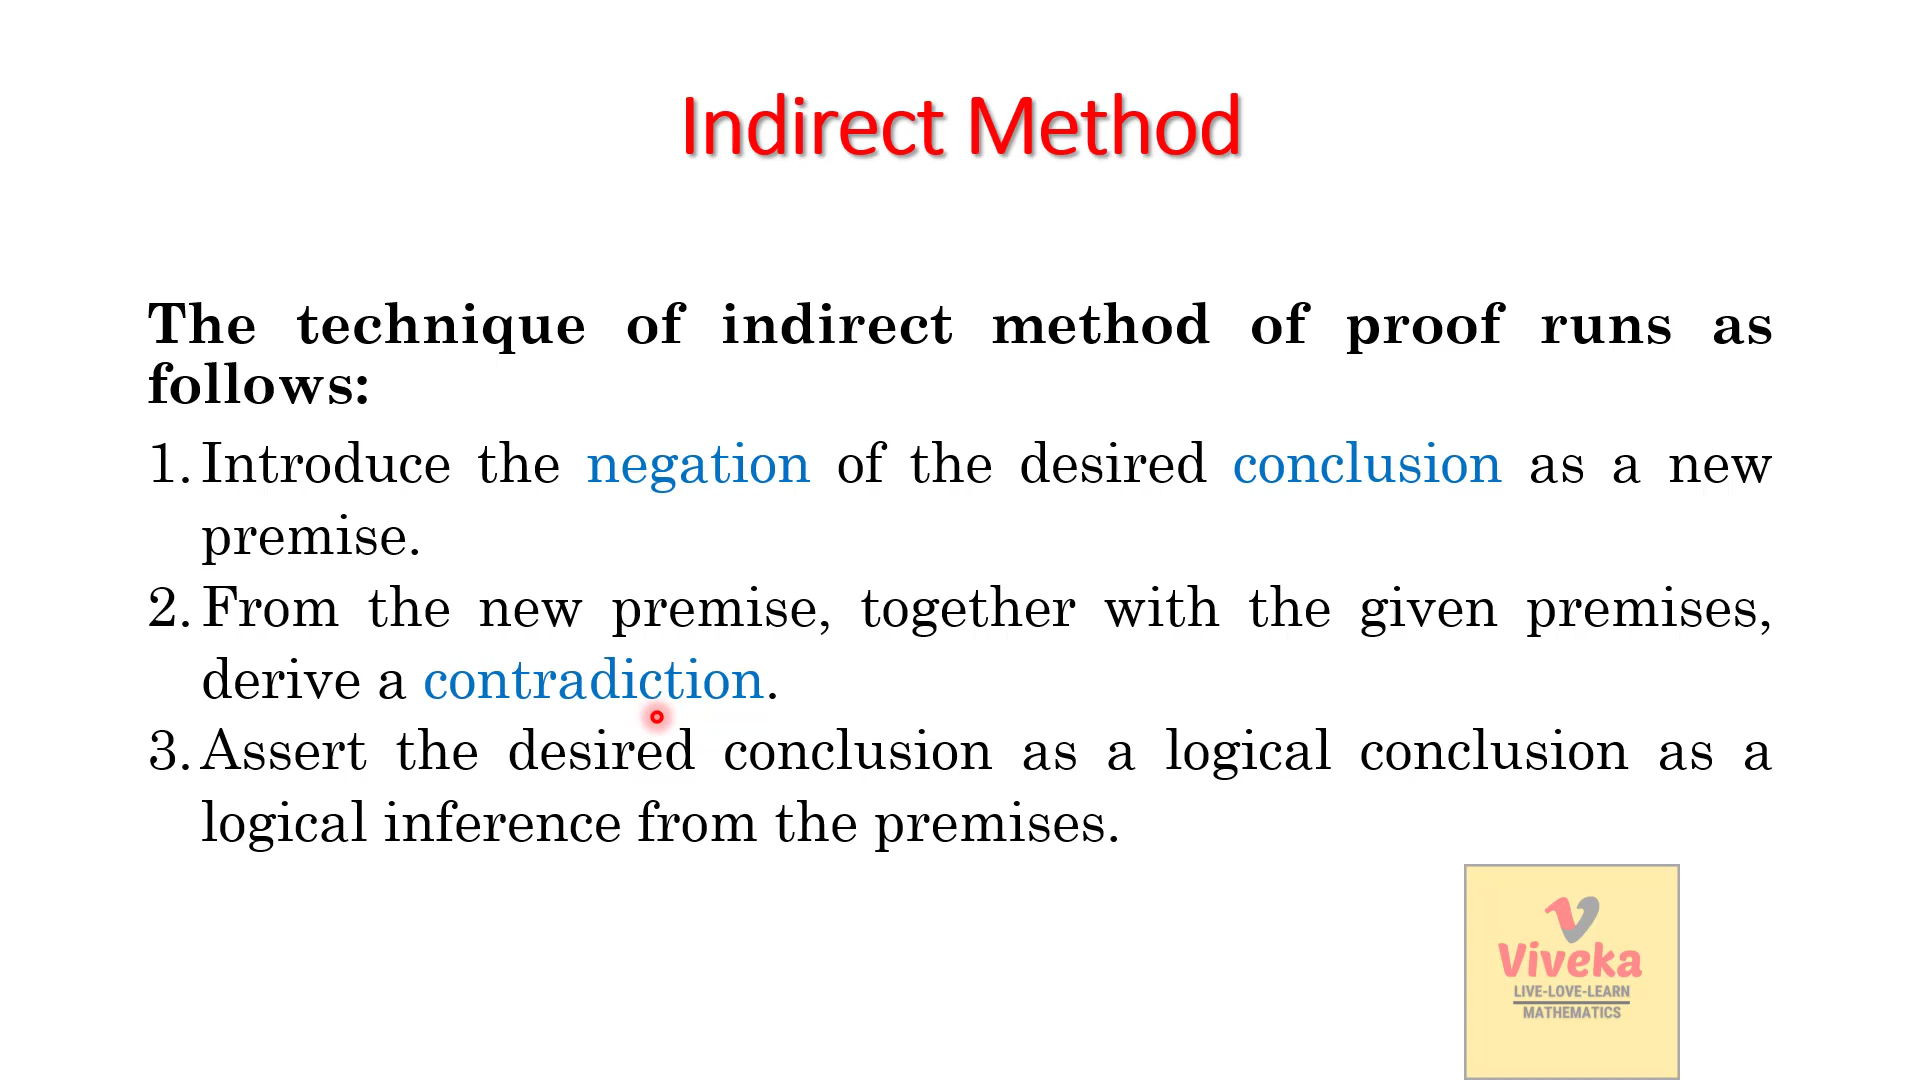 Indirect Method
The technique of indirect method of proof runs as
follows:
1. Introduce the negation of the desired conclusion as a new
premise.
2. From the new premise, together with the given premises,
derive a contradiction.
3. Assert the desired conclusion as a logical conclusion as a
logical inference from the premises.
Viveka
LIVE-LOVE-LEARN
MATHEMATICS